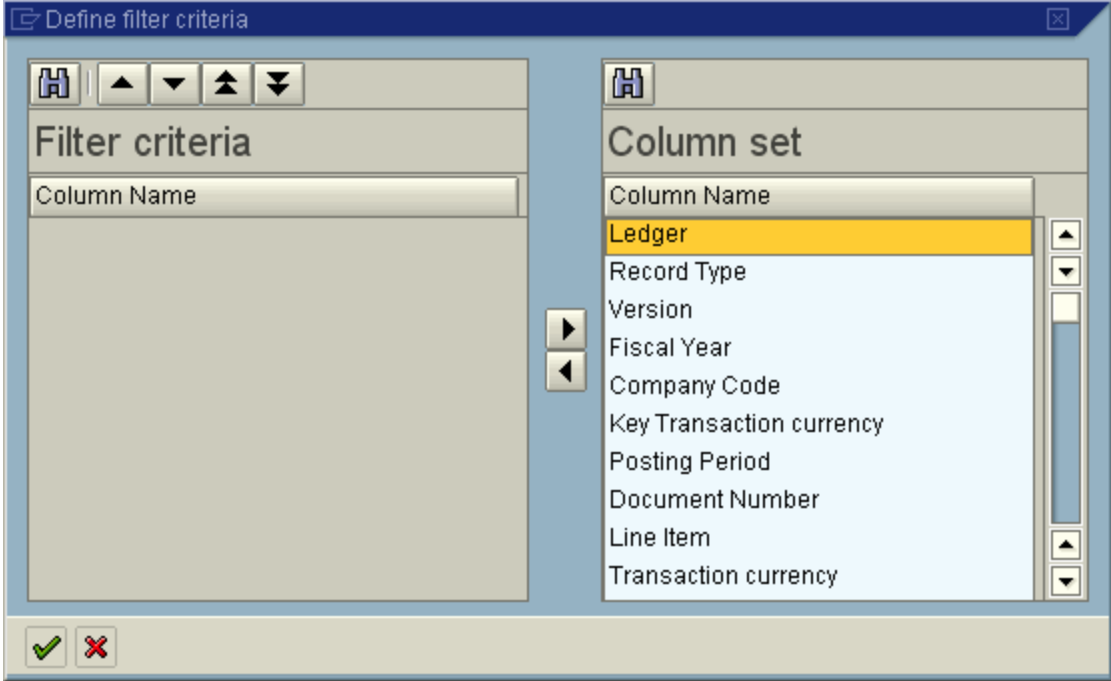 Define filter criteria
Filter criteria
Column Name
Column set
Column Name
Ledger
Record Type
Version
Fiscal Year
Company Code
Key Transaction currency
Posting Period
Document Number
Line Item
Transaction currency